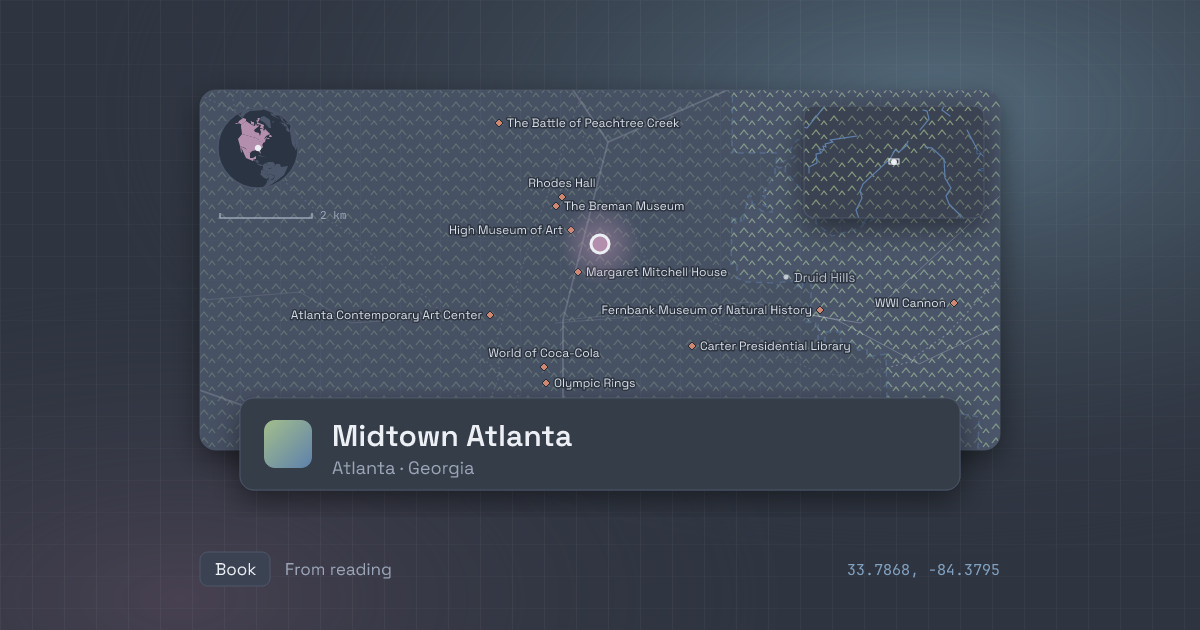 The Battle of Peachtree Creek
Rhodes Hall
The Breman Museum
2 km
High Museum of Art
Margaret Mitchell House
Druid Hills
WWI Cannon
Fernbank Museum of Natural History
Atlanta Contemporary Art Center
Carter Presidential Library
World of Coca-Cola
Olympic Rings
Midtown Atlanta
Atlanta · Georgia
Book
From reading
33.7868, -84.3795